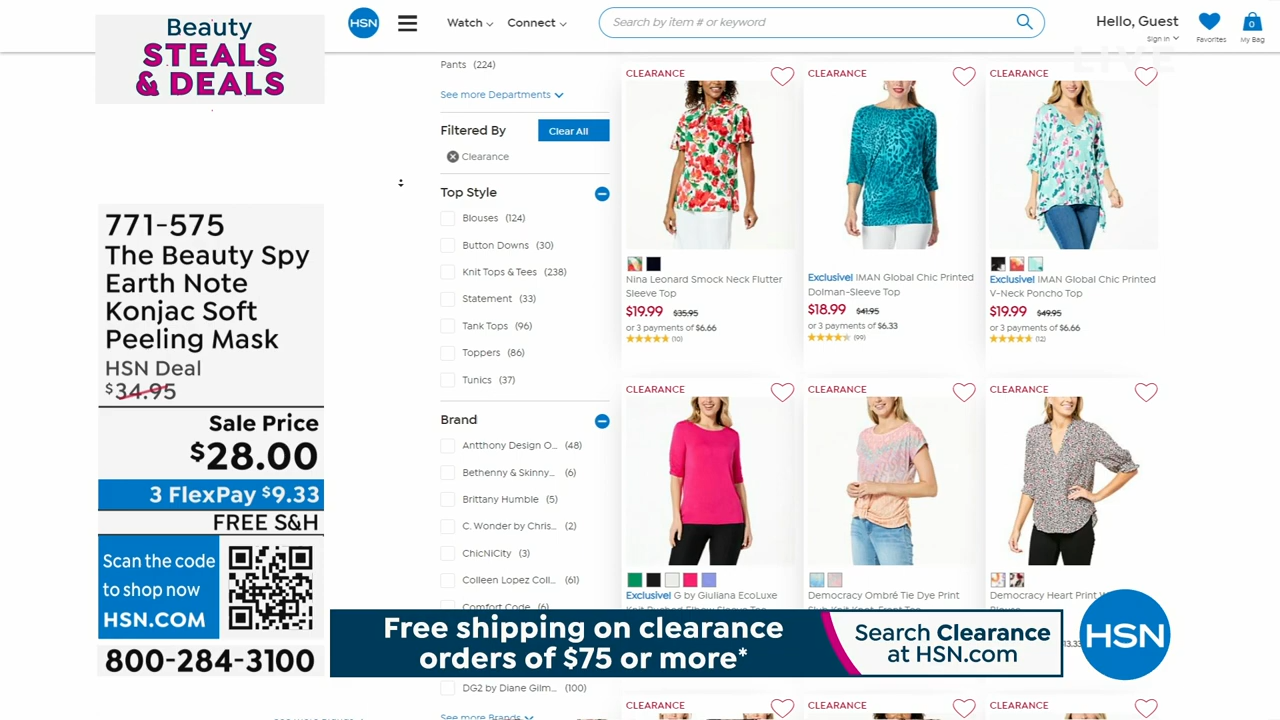 Beauty
STEALS
& DEALS
771-575
The Beauty Spy
Earth Note
Konjac Soft
Peeling Mask
HSN Deal
$34.95
Sale Price
$28.00
3 FlexPay $9.33
FREE S&H
Scan the code
to shop now
HSN.COM
800-284-3100
HSN
Watch
Connect
Search by item # or keyword
Hello, Guest
Sign In
Favorites
0
My Bag
LIVE
Pants (224)
See more Departments
Filtered By
Clear All
Clearance
Top Style
Blouses (124)
Button Downs (30)
Knit Tops & Tees (238)
Statement (33)
Tank Tops (96)
Toppers (86)
Tunics (37)
Brand
Antthony Design O... (48)
Bethenny & Skinny... (6)
Brittany Humble (5)
C. Wonder by Chris... (2)
ChicNiCity (3)
Colleen Lopez Coll... (61)
Comfort Code (6)
DG2 by Diane Gilm... (100)
See more Brands
CLEARANCE
Nina Leonard Smock Neck Flutter
Sleeve Top
$19.99 $35.95
or 3 payments of $6.66
(10)
CLEARANCE
Exclusive! IMAN Global Chic Printed
Dolman-Sleeve Top
$18.99 $41.95
or 3 payments of $6.33
(99)
CLEARANCE
Exclusive! IMAN Global Chic Printed
V-Neck Poncho Top
$19.99 $49.95
or 3 payments of $6.66
(12)
CLEARANCE
Exclusive! G by Giuliana EcoLuxe
CLEARANCE
Democracy Ombré Tie Dye Print
CLEARANCE
Democracy Heart Print
13.33
CLEARANCE
CLEARANCE
CLEARANCE
Free shipping on clearance
orders of $75 or more*
Search Clearance
at HSN.com
HSN